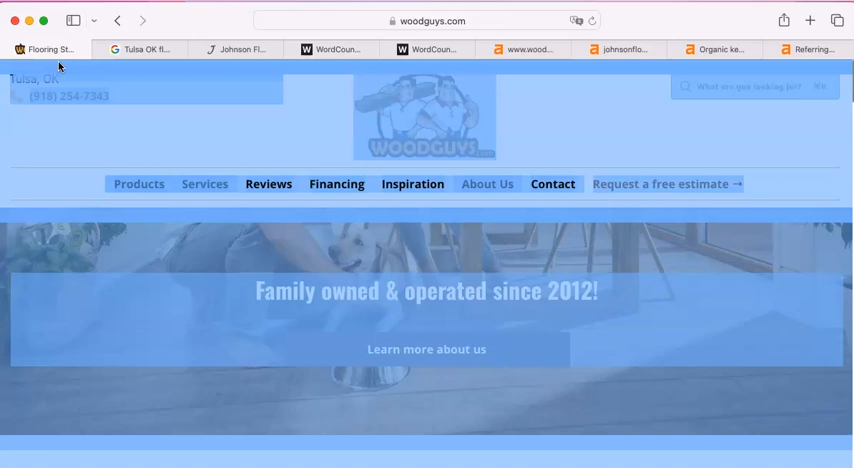 woodguys.com
Flooring St...
Tulsa OK fl...
Johnson Fl...
WordCoun...
WordCoun...
www.wood...
johnsonflo...
Organic ke...
Referring...
Tulsa, OK
(918) 254-7343
WOODGUYS.com
What are you looking for? ⌘K
Products Services Reviews Financing Inspiration About Us Contact Request a free estimate →
Family owned & operated since 2012!
Learn more about us